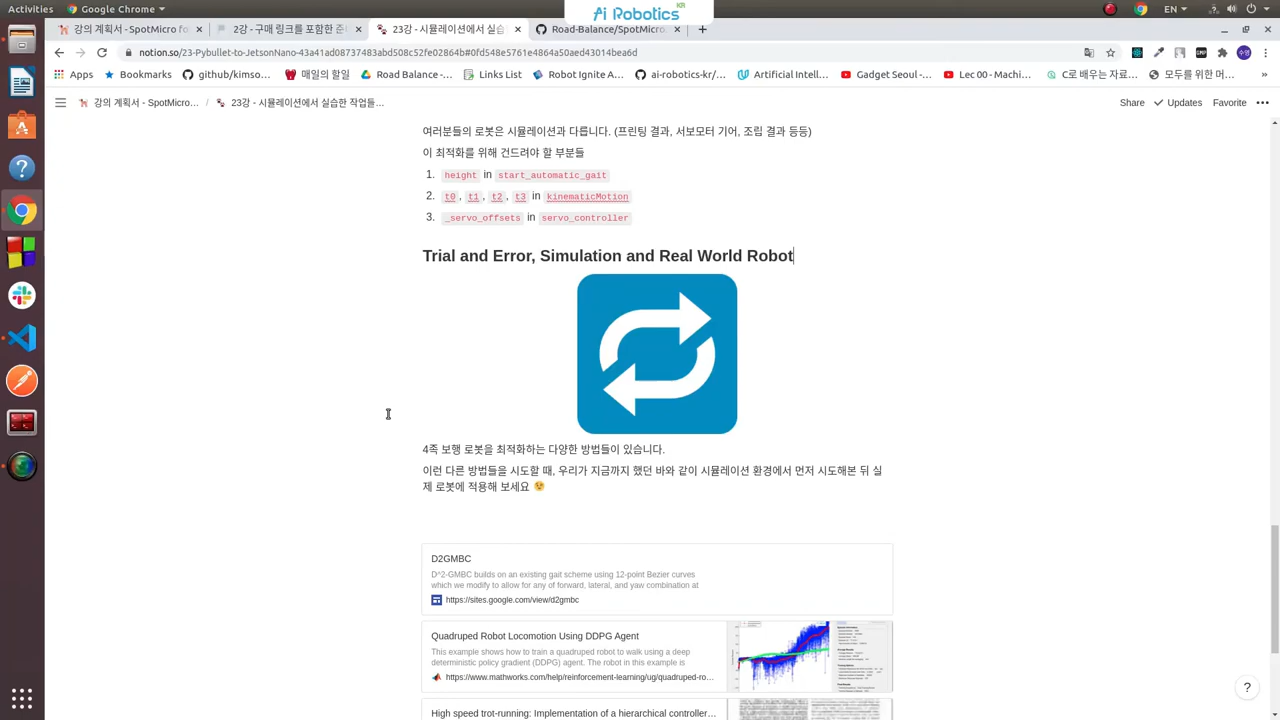 Activities
Google Chrome
Ai Robotics KR
강의 계획서 - SpotMicro fo
2강 - 구매 링크를 포함한 준
23강 - 시뮬레이션에서 실습
Road-Balance/SpotMicro
notion.so/23-Pybullet-to-JetsonNano-43a41ad08737483abd508c52fe02864b#0fd548e5761e4864a50aed43014bea6d
Apps
Bookmarks
github/kimso...
매일의 할일
Road Balance -...
Links List
Robot Ignite A...
ai-robotics-kr/...
Artificial Intell...
Gadget Seoul -...
Lec 00 - Machi...
C로 배우는 자료...
모두를 위한 머...
»
강의 계획서 - SpotMicro... / 23강 - 시뮬레이션에서 실습한 작업들...
Share
Updates
Favorite
여러분들의 로봇은 시뮬레이션과 다릅니다. (프린팅 결과, 서보모터 기어, 조립 결과 등등)
이 최적화를 위해 건드려야 할 부분들
1. height in start_automatic_gait
2. t0, t1, t2, t3 in kinematicMotion
3. _servo_offsets in servo_controller
Trial and Error, Simulation and Real World Robot
4족 보행 로봇을 최적화하는 다양한 방법들이 있습니다.
이런 다른 방법들을 시도할 때, 우리가 지금까지 했던 바와 같이 시뮬레이션 환경에서 먼저 시도해본 뒤 실
제 로봇에 적용해 보세요 😉
D2GMBC
D^2-GMBC builds on an existing gait scheme using 12-point Bezier curves
which we modify to allow for any of forward, lateral, and yaw combination at
https://sites.google.com/view/d2gmbc
Quadruped Robot Locomotion Using DDPG Agent
This example shows how to train a quadruped robot to walk using a deep
deterministic policy gradient (DDPG) agent. The robot in this example is
https://www.mathworks.com/help/reinforcement-learning/ug/quadruped-ro...